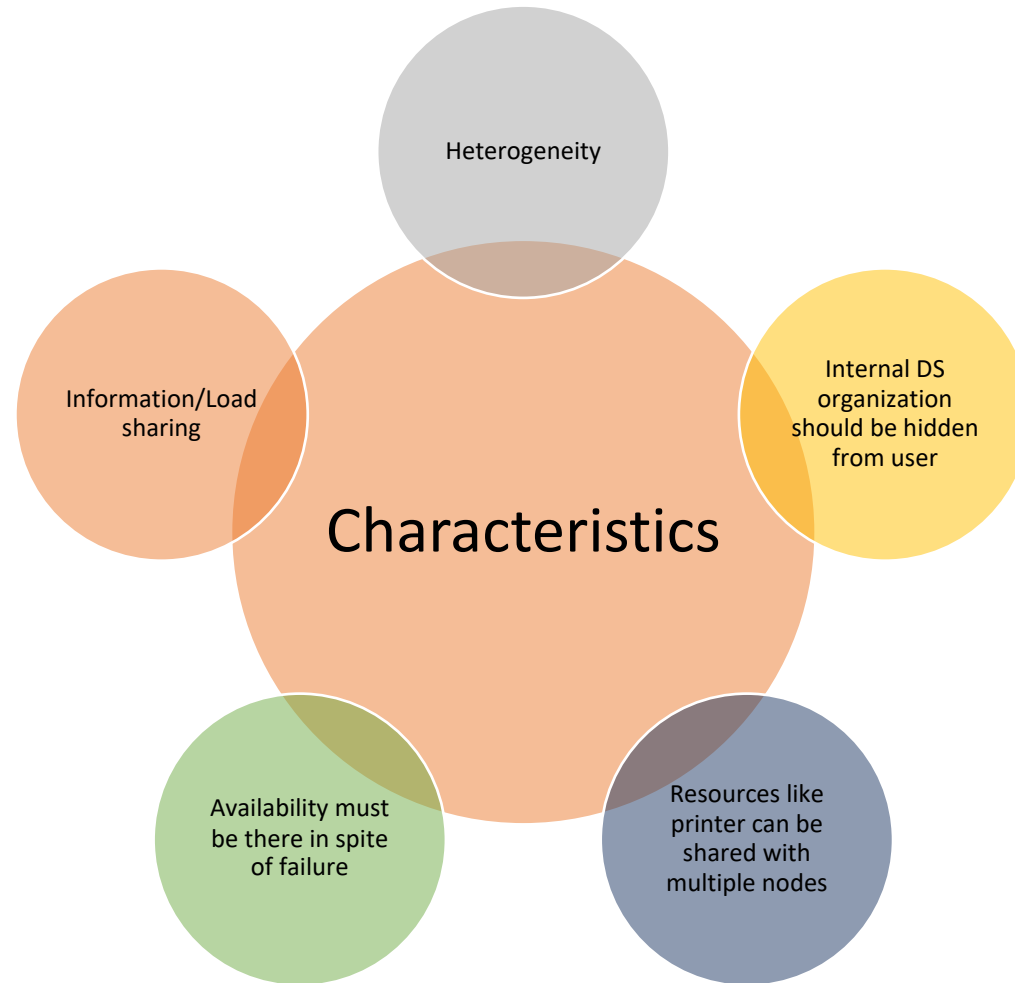 Heterogeneity
Internal DS
organization
should be hidden
from user
Information/Load
sharing
Characteristics
Resources like
printer can be
shared with
multiple nodes
Availability must
be there in spite
of failure